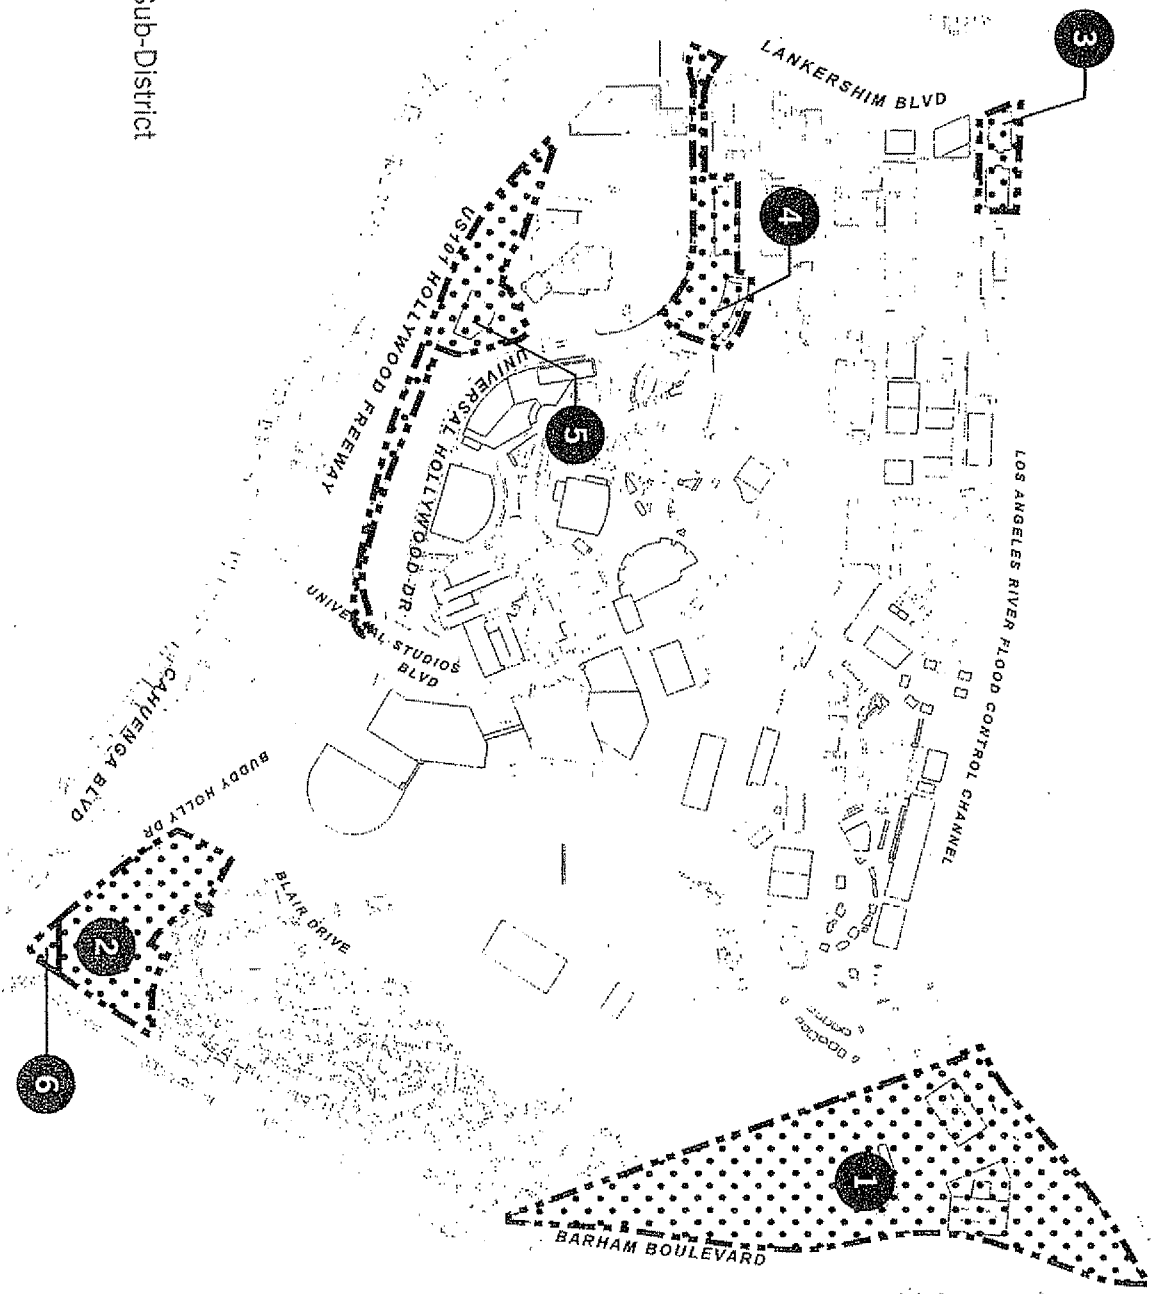 Sub-District
3
LANKERSHIM BLVD
4
US101 HOLLYWOOD FREEWAY
UNIVERSAL HOLLYWOOD DR
5
LOS ANGELES RIVER FLOOD CONTROL CHANNEL
UNIVERSAL STUDIOS
BLVD
CAHUENGA BLVD
BUDDY HOLLY DR
BLAIR DRIVE
2
6
1
BARHAM BOULEVARD